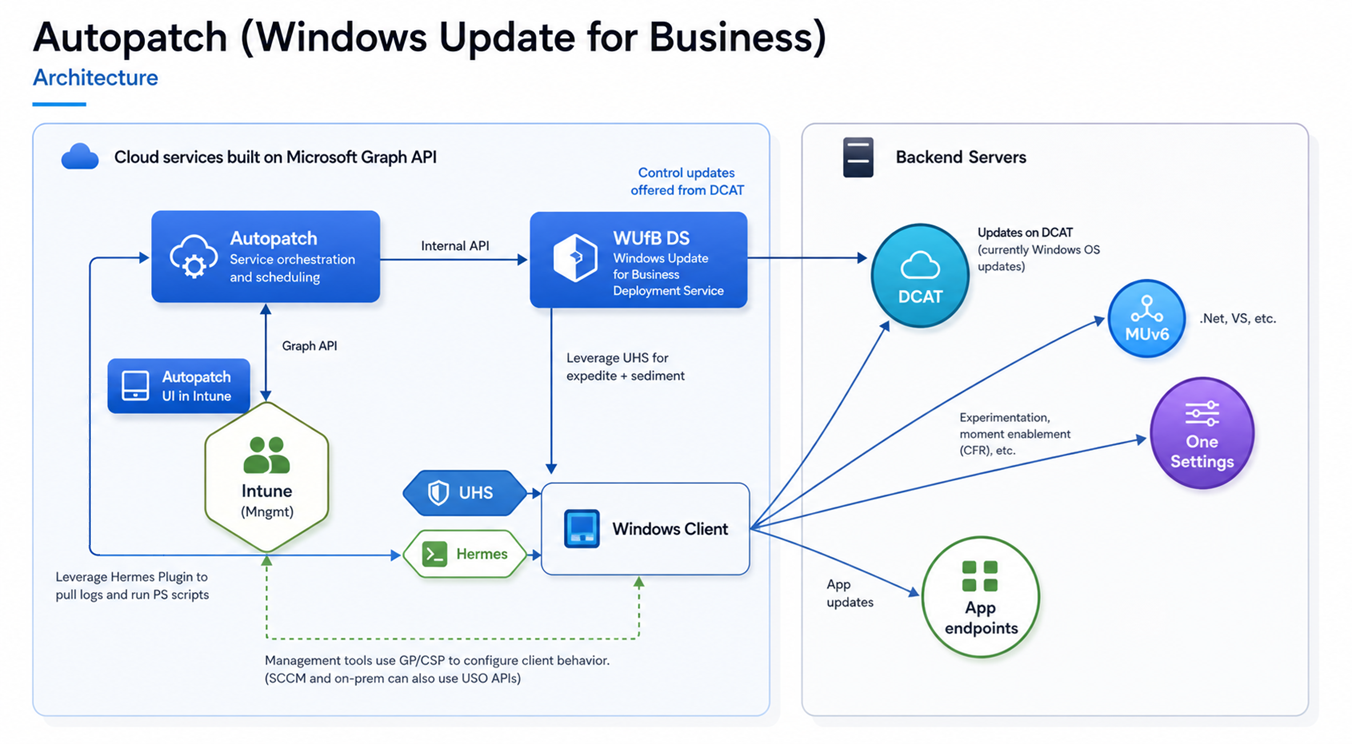 Autopatch (Windows Update for Business)
Architecture
Cloud services built on Microsoft Graph API
Control updates
offered from DCAT
Autopatch
Service orchestration
and scheduling
Internal API
WUfB DS
Windows Update
for Business
Deployment Service
Graph API
Leverage UHS for
expedite + sediment
Autopatch
UI in Intune
Intune
(Mngmt)
UHS
Hermes
Windows Client
Leverage Hermes Plugin to
pull logs and run PS scripts
Management tools use GP/CSP to configure client behavior.
(SCCM and on-prem can also use USO APIs)
Backend Servers
DCAT
Updates on DCAT
(currently Windows OS
updates)
MUv6
.Net, VS, etc.
Experimentation,
moment enablement
(CFR), etc.
One
Settings
App
updates
App
endpoints